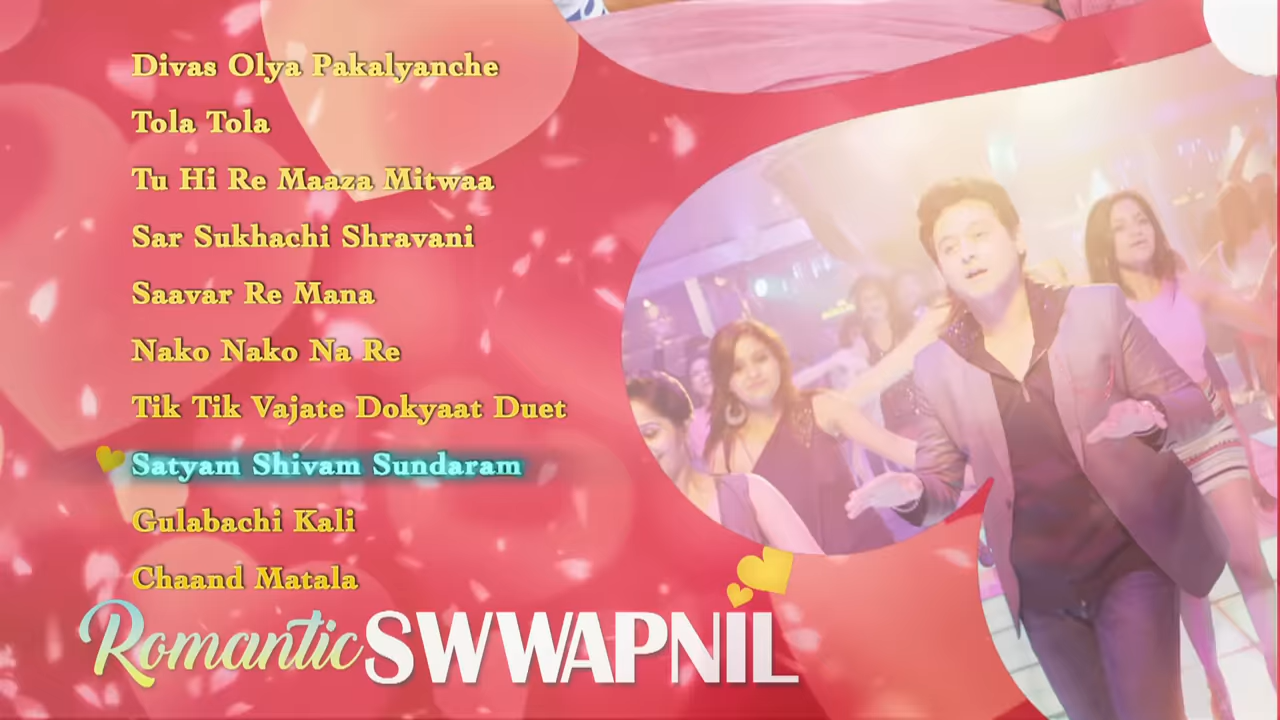 Divas Olya Pakalyanche
Tola Tola
Tu Hi Re Maaza Mitwaa
Sar Sukhachi Shravani
Saavar Re Mana
Nako Nako Na Re
Tik Tik Vajate Dokyaat Duet
Satyam Shivam Sundaram
Gulabachi Kali
Chaand Matala
Romantic SWWAPNIL